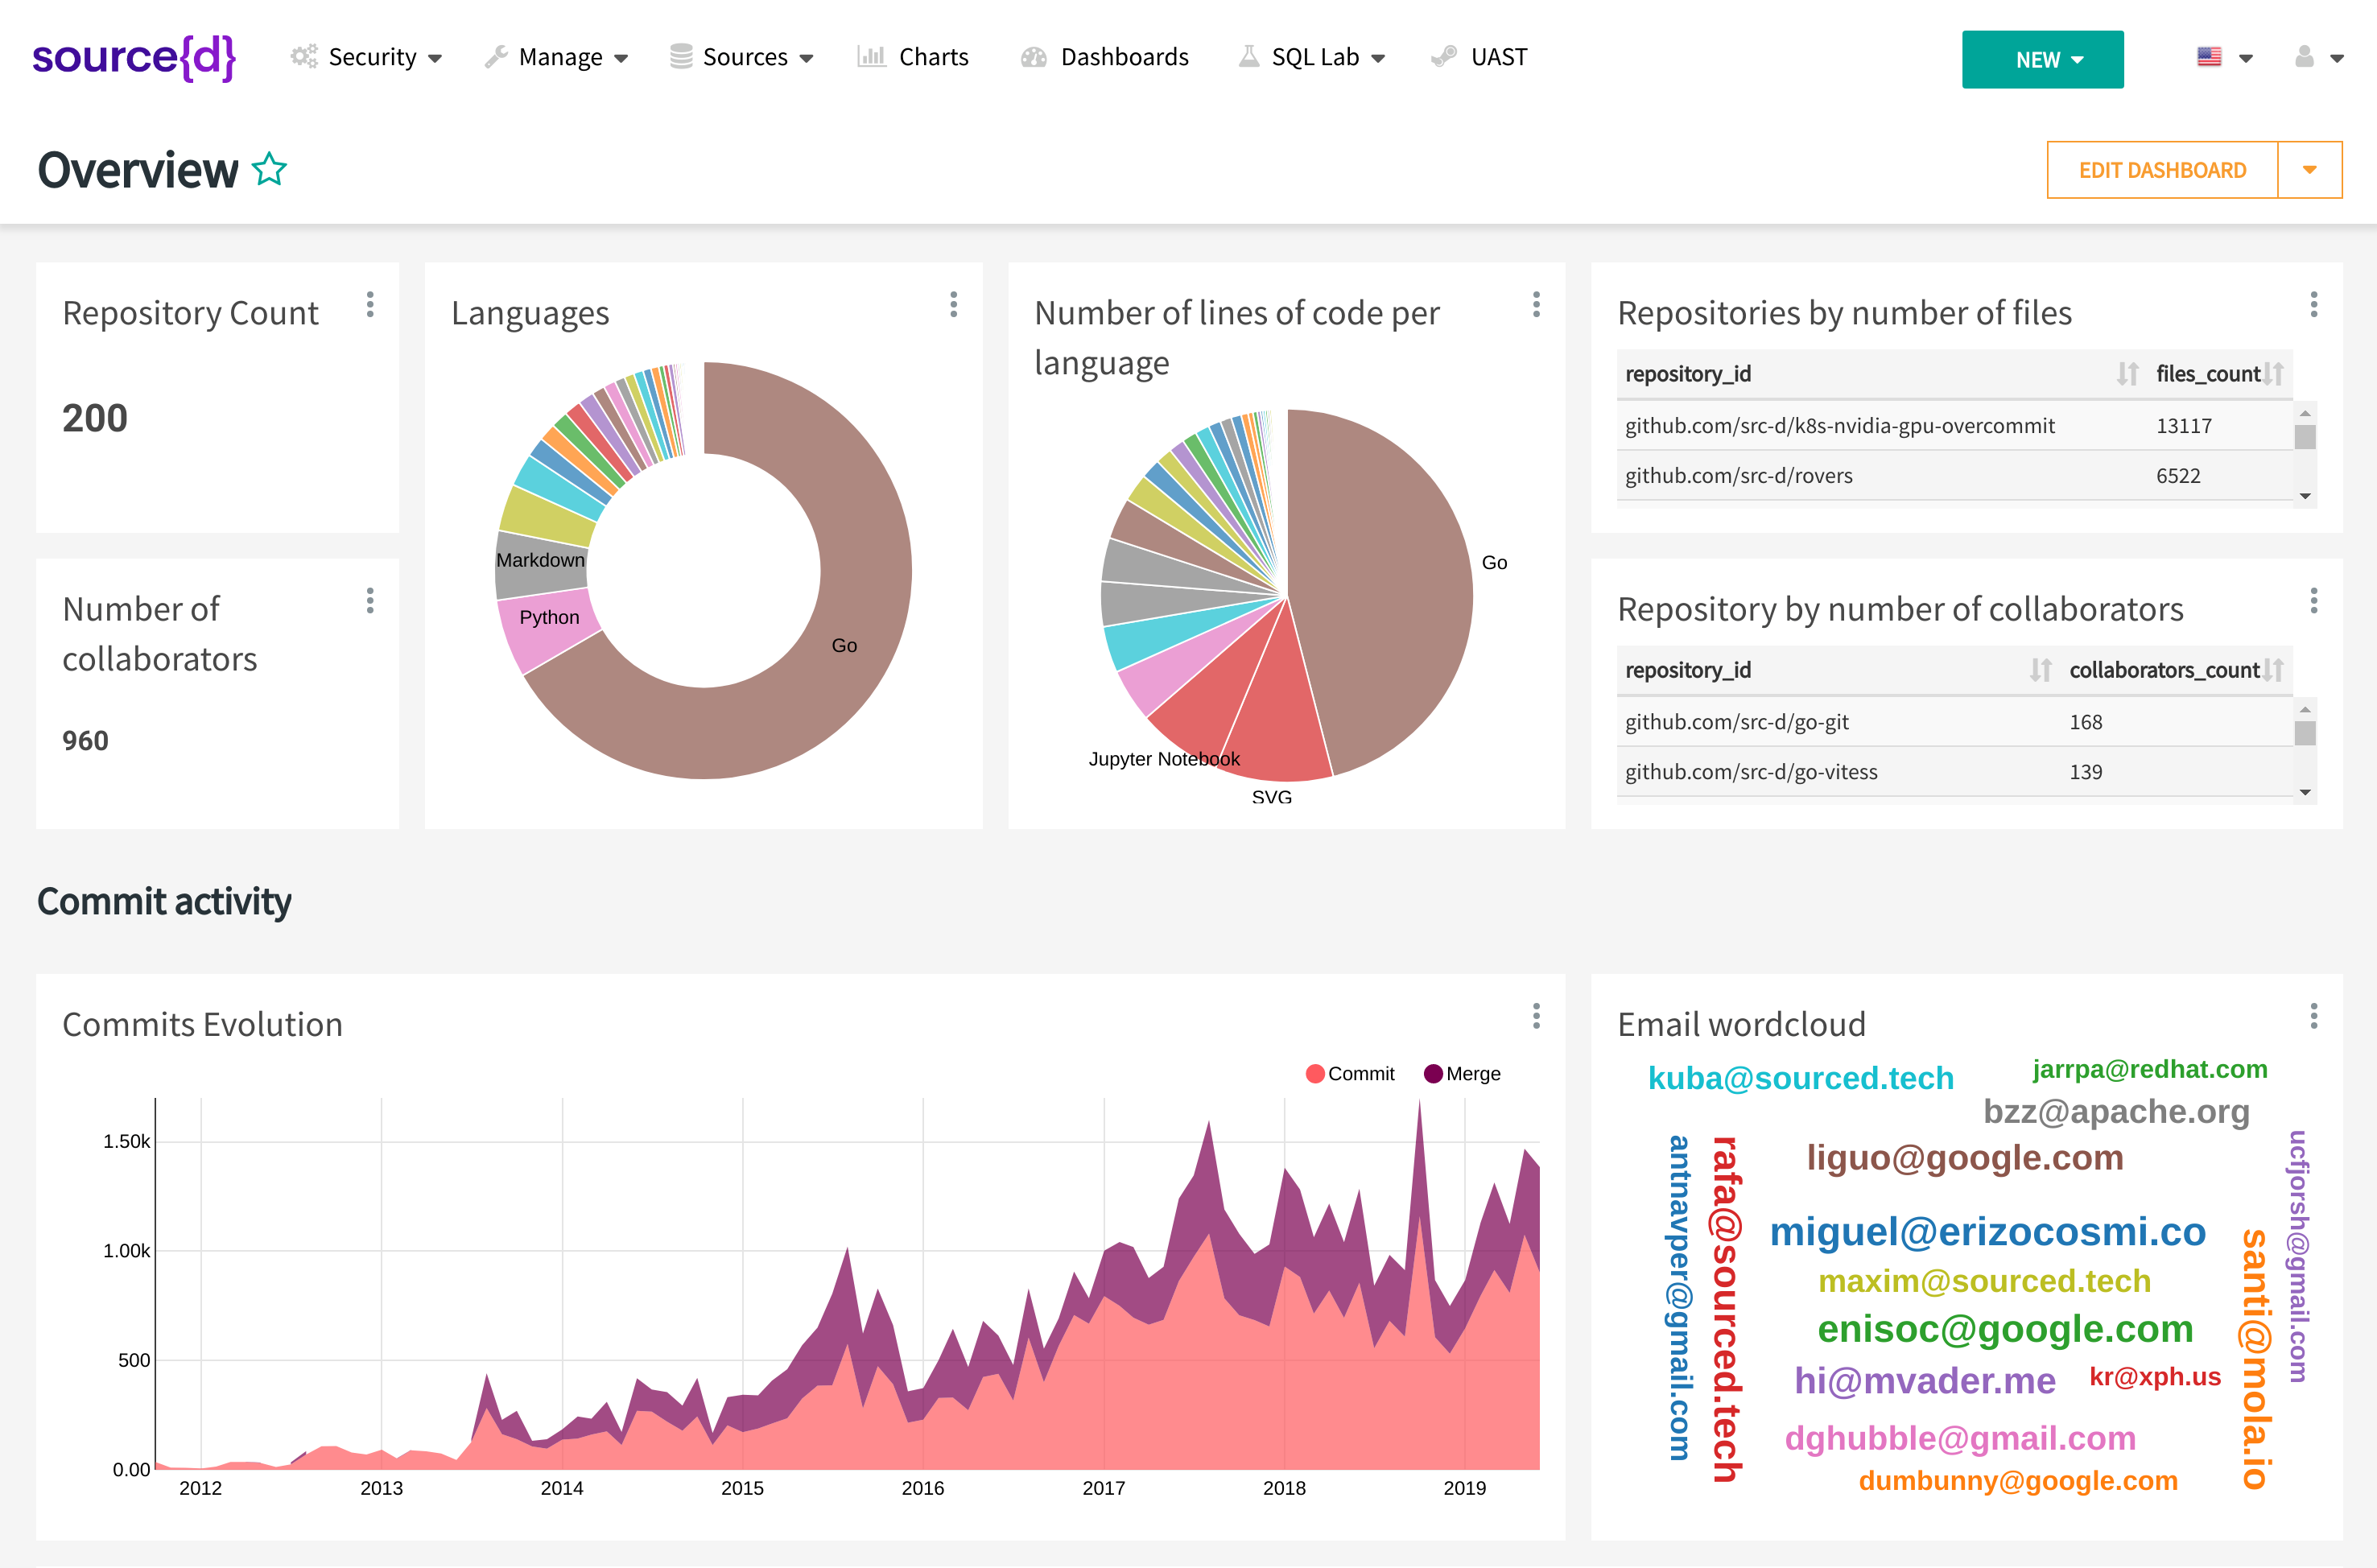 source{d}
Security
Manage
Sources
Charts
Dashboards
SQL Lab
UAST
NEW
Overview
EDIT DASHBOARD
Repository Count
200
Number of
collaborators
960
Languages
Markdown
Python
Go
Number of lines of code per
language
Go
Jupyter Notebook
SVG
Repositories by number of files
repository_id files_count
github.com/src-d/k8s-nvidia-gpu-overcommit 13117
github.com/src-d/rovers 6522
Repository by number of collaborators
repository_id collaborators_count
github.com/src-d/go-git 168
github.com/src-d/go-vitess 139
Commit activity
Commits Evolution
Commit Merge
1.50k
1.00k
500
0.00
2012 2013 2014 2015 2016 2017 2018 2019
Email wordcloud
kuba@sourced.tech
jarrpa@redhat.com
bzz@apache.org
antnavper@gmail.com
rafa@sourced.tech
liguo@google.com
ucfjorsh@gmail.com
miguel@erizocosmi.co
santi@mola.io
maxim@sourced.tech
enisoc@google.com
hi@mvader.me
kr@xph.us
dghubble@gmail.com
dumbunny@google.com